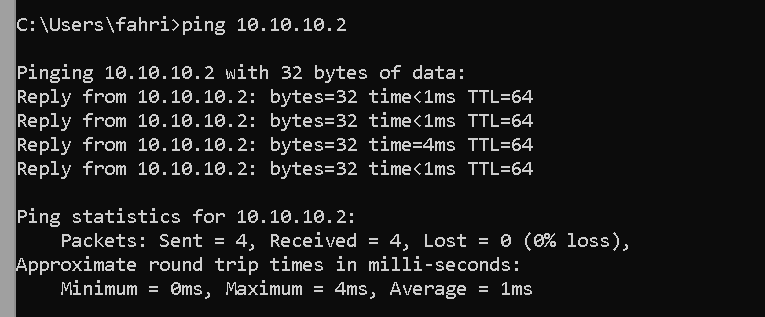 C:\Users\fahri>ping 10.10.10.2
Pinging 10.10.10.2 with 32 bytes of data:
Reply from 10.10.10.2: bytes=32 time<1ms TTL=64
Reply from 10.10.10.2: bytes=32 time<1ms TTL=64
Reply from 10.10.10.2: bytes=32 time=4ms TTL=64
Reply from 10.10.10.2: bytes=32 time<1ms TTL=64
Ping statistics for 10.10.10.2:
    Packets: Sent = 4, Received = 4, Lost = 0 (0% loss),
Approximate round trip times in milli-seconds:
    Minimum = 0ms, Maximum = 4ms, Average = 1ms